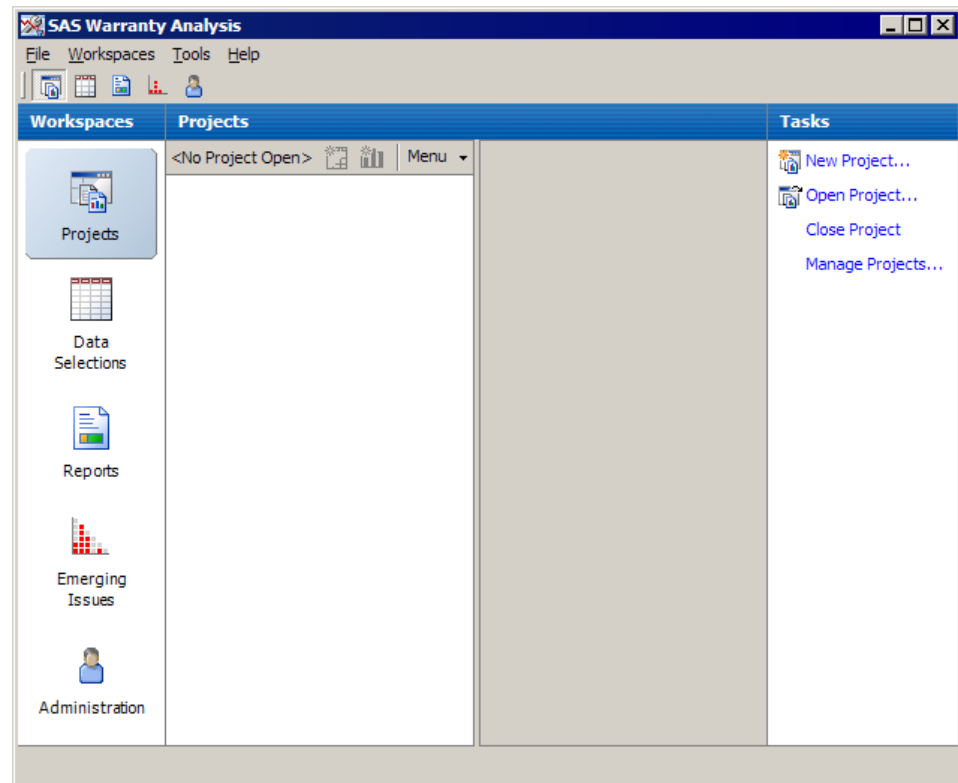 SAS Warranty Analysis
File Workspaces Tools Help
Workspaces
Projects
Tasks
<No Project Open> Menu
New Project...
Open Project...
Close Project
Manage Projects...
Projects
Data
Selections
Reports
Emerging
Issues
Administration